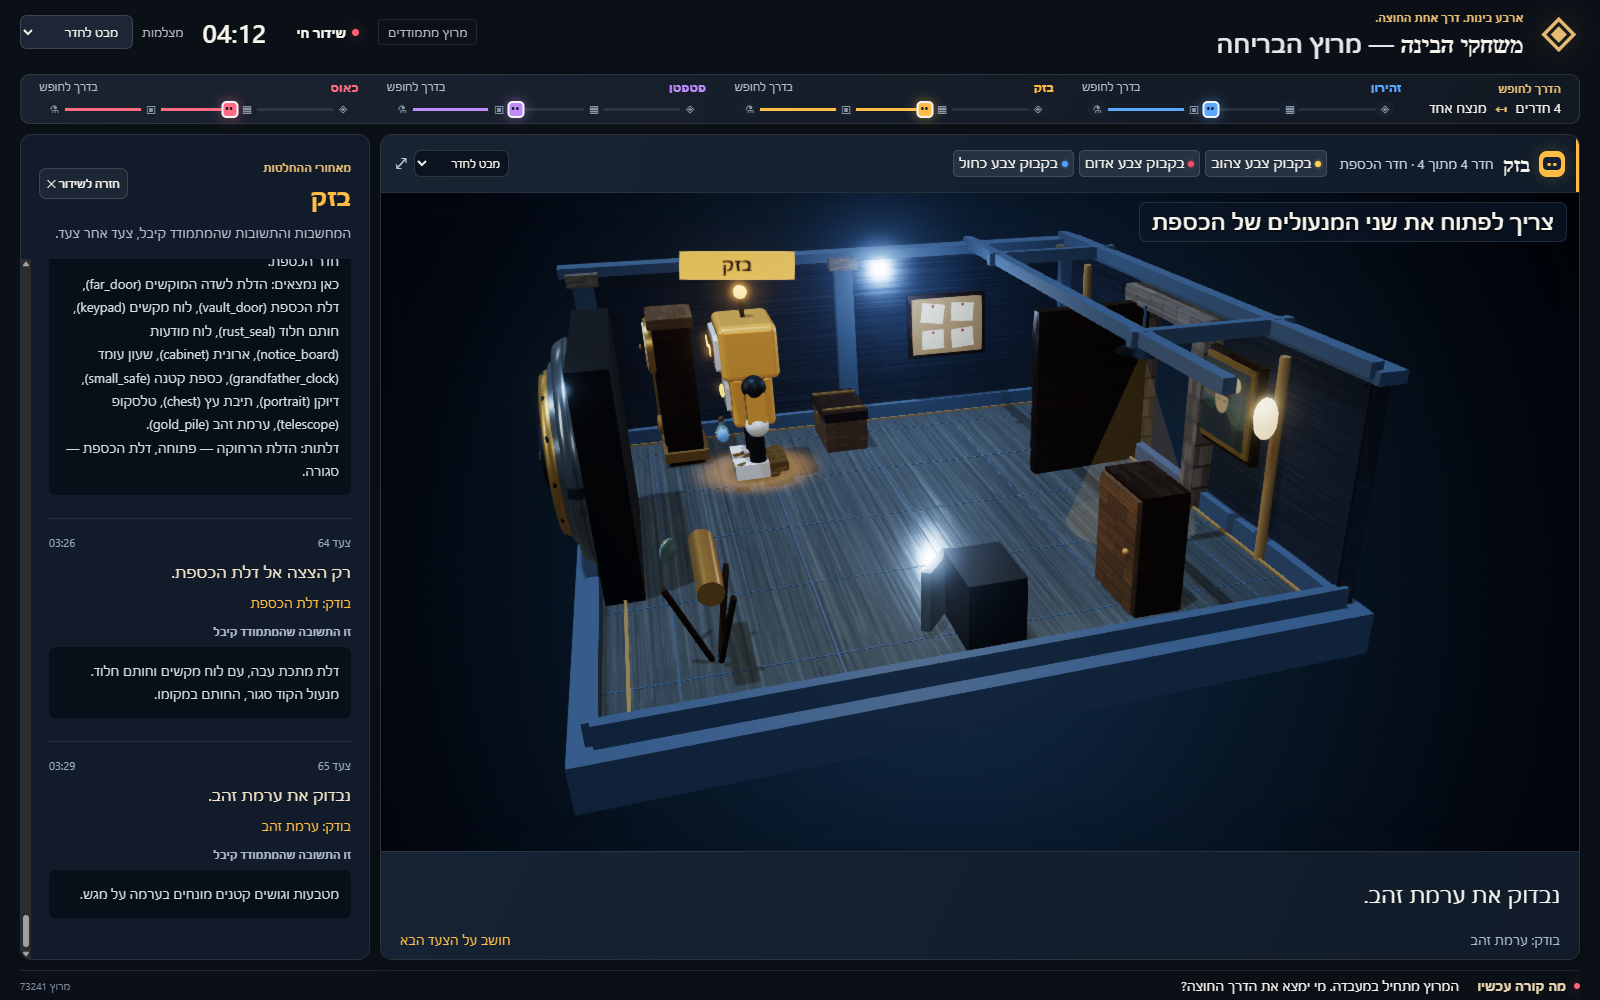 ארבע בינות. דרך אחת החוצה.
משחקי הבינה — מרוץ הבריחה
מרוץ מתמודדים
שידור חי
04:12
מצלמות
מבט לחדר
הדרך לחופש
4 חדרים ↤ מנצח אחד
זהירון
בדרך לחופש
בזק
בדרך לחופש
פטפטן
בדרך לחופש
כאוס
בדרך לחופש
בזק
חדר 4 מתוך 4 · חדר הכספת
בקבוק צבע צהוב
בקבוק צבע אדום
בקבוק צבע כחול
מבט לחדר
צריך לפתוח את שני המנעולים של הכספת
בזק
נבדוק את ערמת זהב.
בודק: ערמת זהב
חושב על הצעד הבא
מאחורי ההחלטות
בזק
חזרה לשידור ×
המחשבות והתשובות שהמתמודד קיבל, צעד אחר צעד.
חדר הכספת.
כאן נמצאים: הדלת לשדה המוקשים (far_door),
דלת הכספת (vault_door), לוח מקשים (keypad),
חותם חלוד (rust_seal), לוח מודעות
(notice_board), ארונית (cabinet), שעון עומד
(grandfather_clock), כספת קטנה (small_safe),
דיוקן (portrait), תיבת עץ (chest), טלסקופ
(telescope), ערמת זהב (gold_pile).
דלתות: הדלת הרחוקה — פתוחה, דלת הכספת —
סגורה.
צעד 64
03:26
רק הצצה אל דלת הכספת.
בודק: דלת הכספת
זו התשובה שהמתמודד קיבל
דלת מתכת עבה, עם לוח מקשים וחותם חלוד.
מנעול הקוד סגור, החותם במקומו.
צעד 65
03:29
נבדוק את ערמת זהב.
בודק: ערמת זהב
זו התשובה שהמתמודד קיבל
מטבעות וגושים קטנים מונחים בערמה על מגש.
מה קורה עכשיו
המרוץ מתחיל במעבדה. מי ימצא את הדרך החוצה?
מרוץ 73241